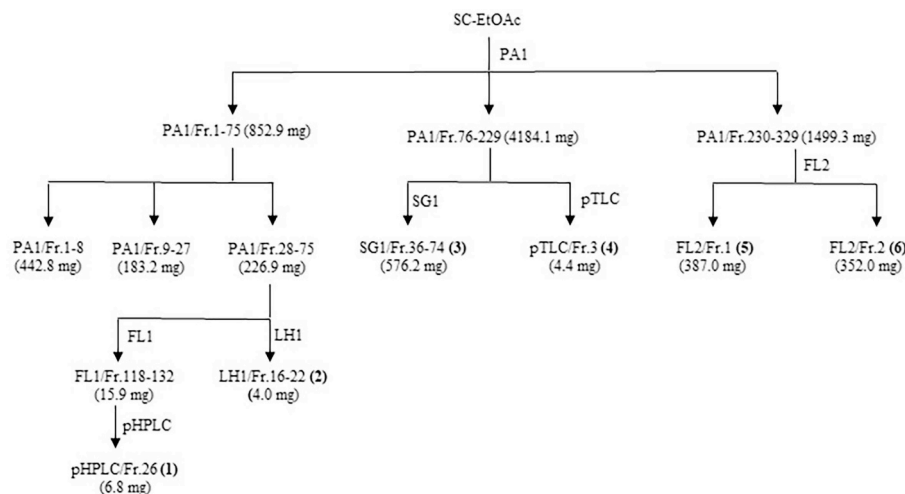 SC-EtOAc
PA1
PA1/Fr.1-75 (852.9 mg)
PA1/Fr.76-229 (4184.1 mg)
PA1/Fr.230-329 (1499.3 mg)
FL2
SG1
pTLC
PA1/Fr.1-8
(442.8 mg)
PA1/Fr.9-27
(183.2 mg)
PA1/Fr.28-75
(226.9 mg)
SG1/Fr.36-74 (3)
(576.2 mg)
pTLC/Fr.3 (4)
(4.4 mg)
FL2/Fr.1 (5)
(387.0 mg)
FL2/Fr.2 (6)
(352.0 mg)
FL1
LH1
FL1/Fr.118-132
(15.9 mg)
LH1/Fr.16-22 (2)
(4.0 mg)
pHPLC
pHPLC/Fr.26 (1)
(6.8 mg)